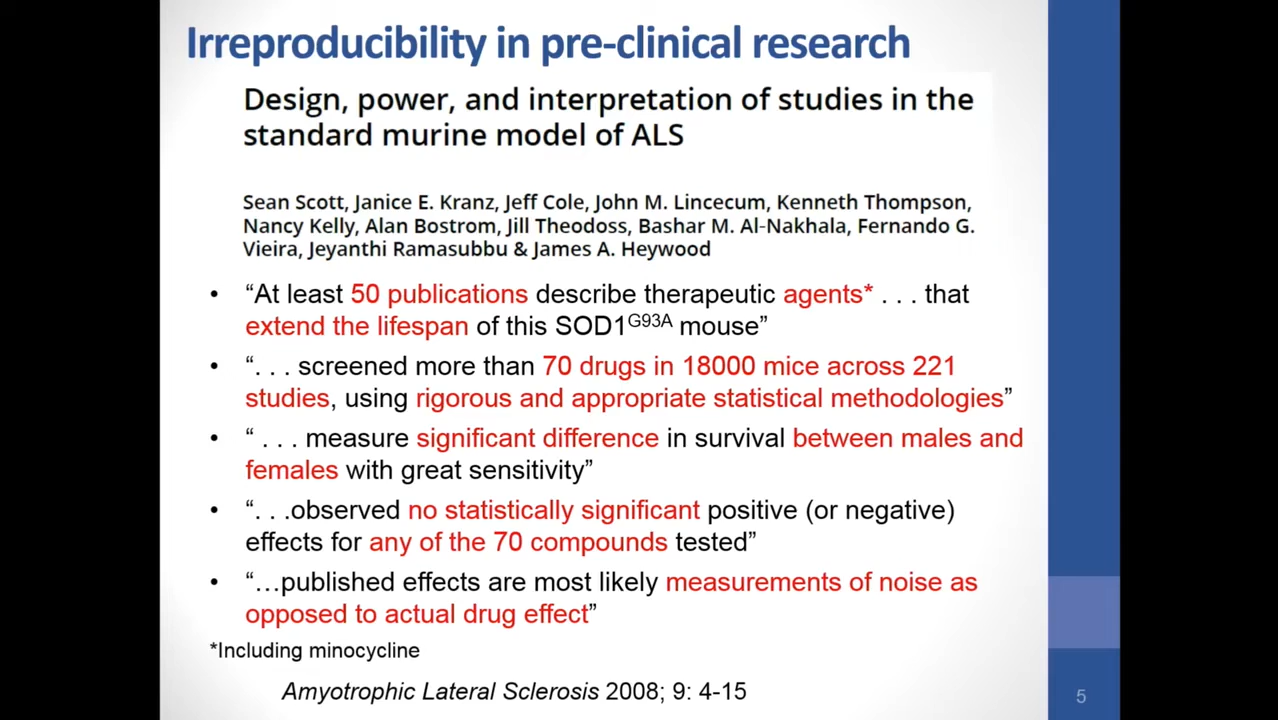 Irreproducibility in pre-clinical research
Design, power, and interpretation of studies in the
standard murine model of ALS
Sean Scott, Janice E. Kranz, Jeff Cole, John M. Lincecum, Kenneth Thompson,
Nancy Kelly, Alan Bostrom, Jill Theodoss, Bashar M. Al-Nakhala, Fernando G.
Vieira, Jeyanthi Ramasubbu & James A. Heywood
• “At least 50 publications describe therapeutic agents* . . . that
extend the lifespan of this SOD1G93A mouse”
• “. . . screened more than 70 drugs in 18000 mice across 221
studies, using rigorous and appropriate statistical methodologies”
• “ . . . measure significant difference in survival between males and
females with great sensitivity”
• “. . .observed no statistically significant positive (or negative)
effects for any of the 70 compounds tested”
• “…published effects are most likely measurements of noise as
opposed to actual drug effect”
*Including minocycline
Amyotrophic Lateral Sclerosis 2008; 9: 4-15
5